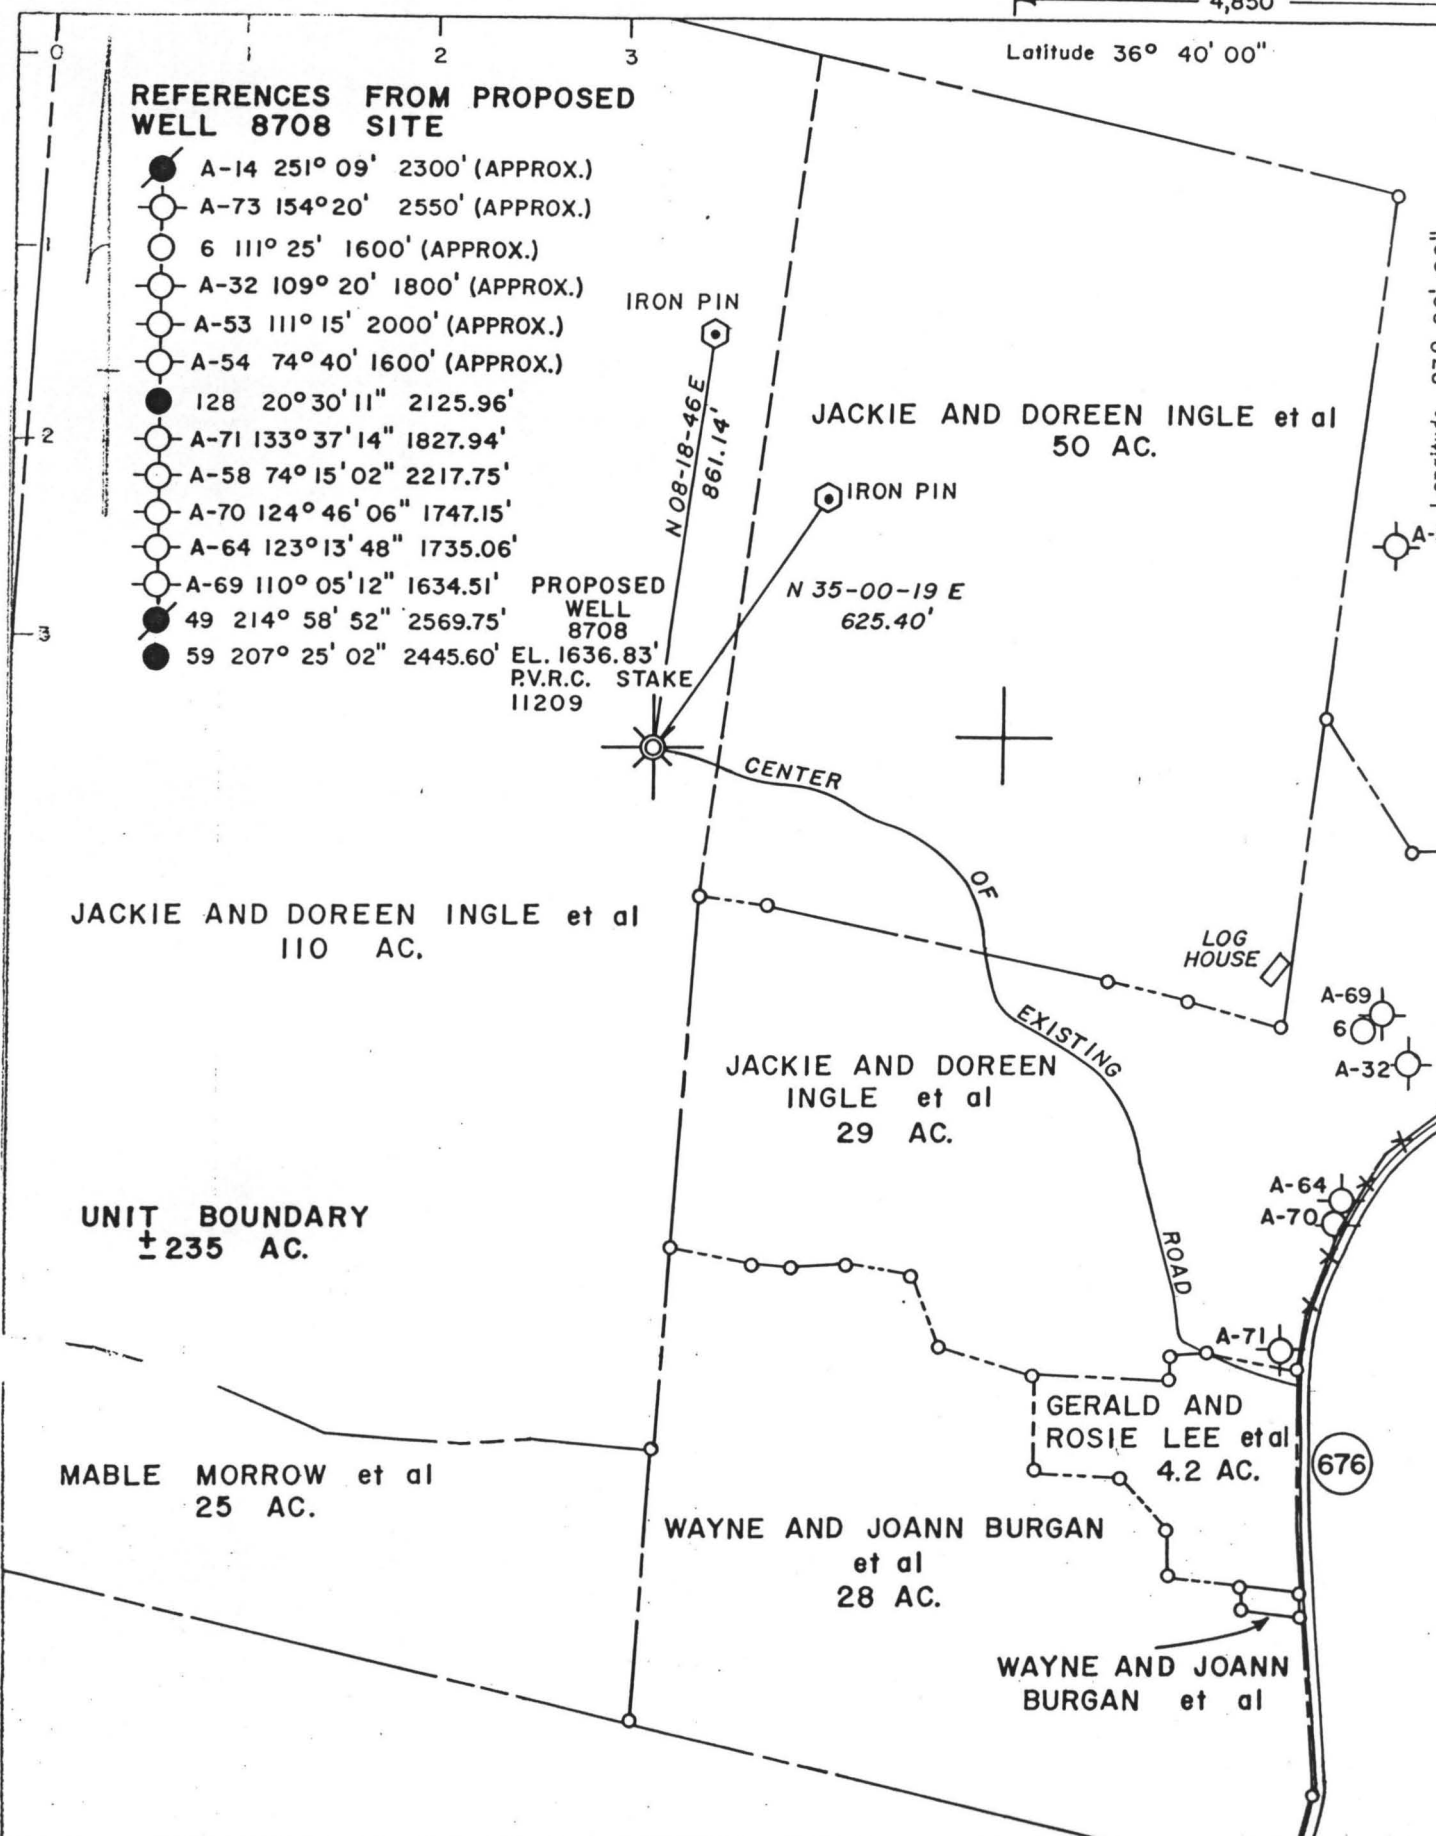 4,850
0
2
3
Latitude 36° 40' 00"
REFERENCES FROM PROPOSED
WELL 8708 SITE
A-14 251° 09' 2300' (APPROX.)
A-73 154° 20' 2550' (APPROX.)
6 111° 25' 1600' (APPROX.)
A-32 109° 20' 1800' (APPROX.)
A-53 111° 15' 2000' (APPROX.)
A-54 74° 40' 1600' (APPROX.)
128 20° 30' 11" 2125.96'
A-71 133° 37' 14" 1827.94'
A-58 74° 15' 02" 2217.75'
A-70 124° 46' 06" 1747.15'
A-64 123° 13' 48" 1735.06'
A-69 110° 05' 12" 1634.51'
49 214° 58' 52" 2569.75'
59 207° 25' 02" 2445.60'
1
2
3
IRON PIN
N 08-18-46 E
861.14'
JACKIE AND DOREEN INGLE et al
50 AC.
IRON PIN
N 35-00-19 E
625.40'
A-
PROPOSED
WELL
8708
EL. 1636.83'
P.V.R.C. STAKE
11209
CENTER
OF
EXISTING
ROAD
JACKIE AND DOREEN INGLE et al
110 AC.
LOG
HOUSE
A-69
6
A-32
JACKIE AND DOREEN
INGLE et al
29 AC.
A-64
A-70
UNIT BOUNDARY
± 235 AC.
A-71
GERALD AND
ROSIE LEE et al
4.2 AC.
676
MABLE MORROW et al
25 AC.
WAYNE AND JOANN BURGAN
et al
28 AC.
WAYNE AND JOANN
BURGAN et al